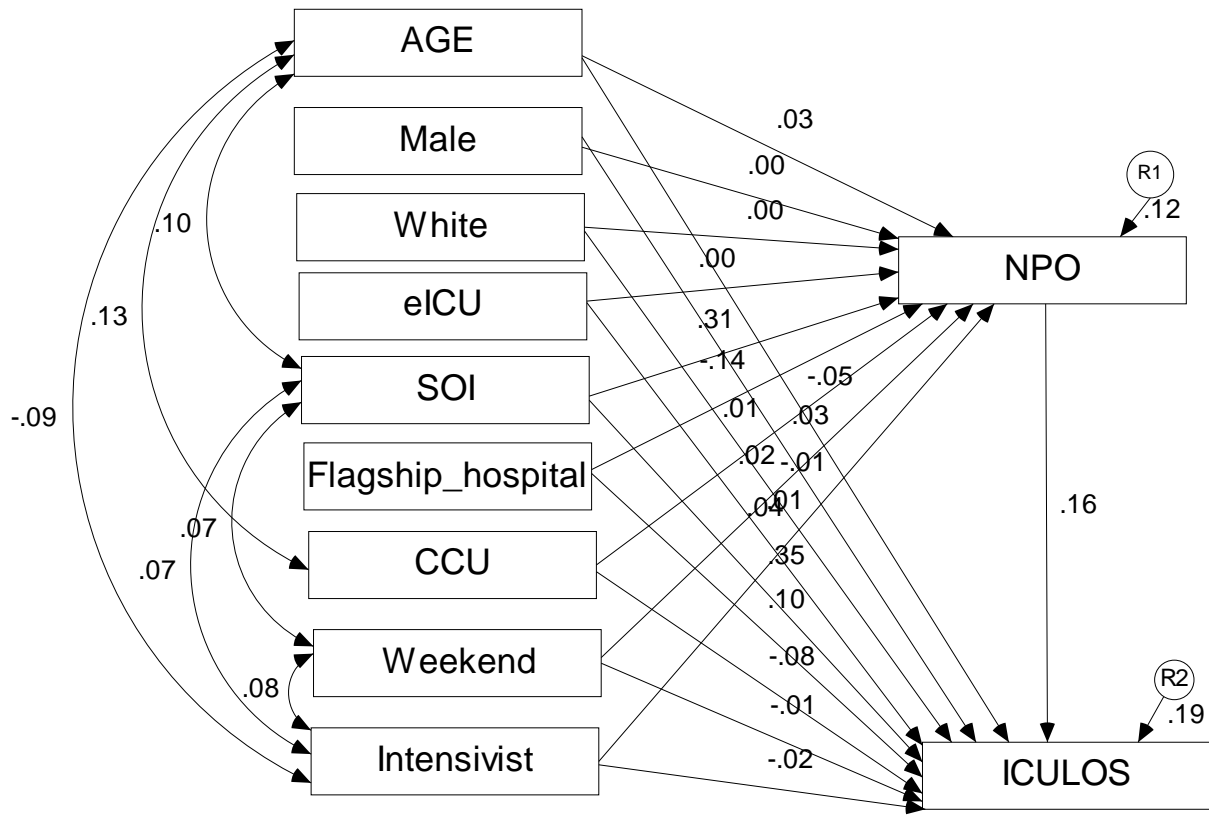 AGE
.03
Male
.00
R1
White
.00
.12
.10
.00
NPO
eICU
.13
.31
SOI
-.14
-.05
-.09
.01
.03
Flagship_hospital
.02
-.01
.04
.01
.16
.07
CCU
.35
.07
.10
Weekend
-.08
R2
.08
-.01
.19
Intensivist
-.02
ICULOS